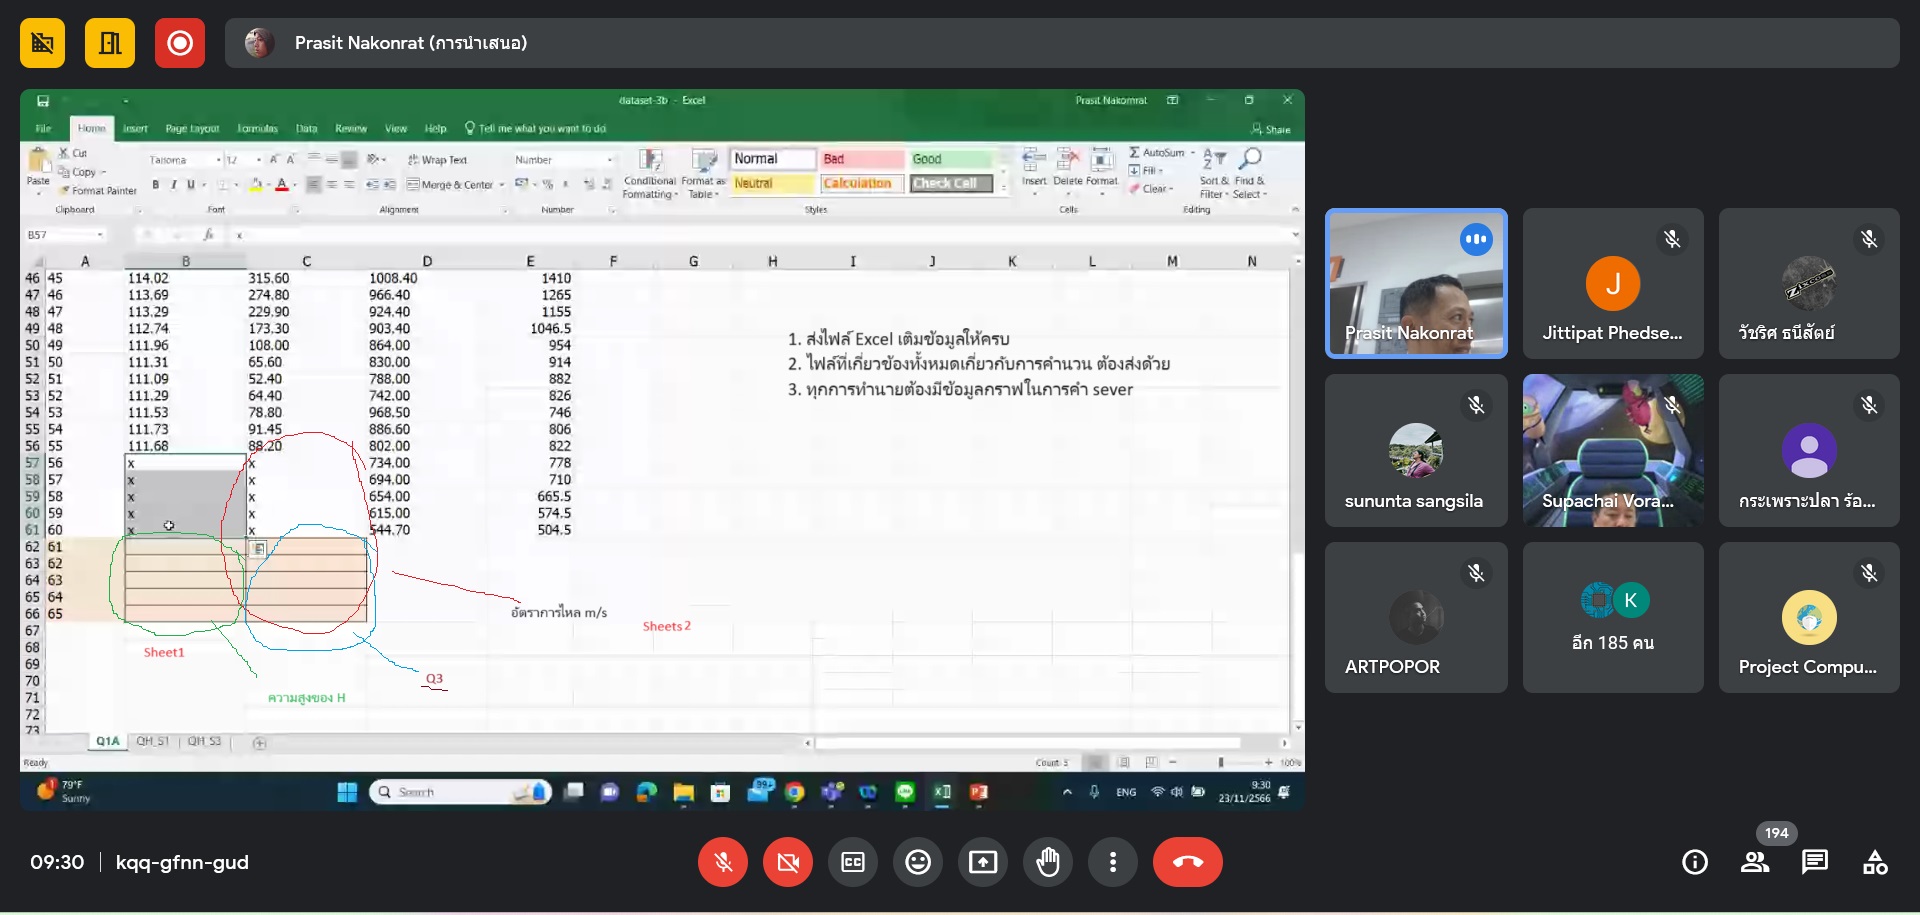 Prasit Nakonrat (การนำเสนอ)
dataset-3b - Excel
Prasit Nakornrat
File Home Insert Page Layout Formulas Data Review View Help Tell me what you want to do
Share
Paste
Cut
Copy
Format Painter
Clipboard
Tahoma 12
B I U
Font
Wrap Text
Merge & Center
Alignment
Number
Number
Conditional Formatting
Format as Table
Normal Bad Good
Neutral Calculation Check Cell
Styles
Insert Delete Format
Cells
AutoSum
Fill
Clear
Sort & Filter
Find & Select
Editing
B57 fx x
A B C D E F G H I J K L M N
46 45 114.02 315.60 1008.40 1410
47 46 113.69 274.80 966.40 1265
48 47 113.29 229.90 924.40 1155
49 48 112.74 173.30 903.40 1046.5
50 49 111.96 108.00 864.00 954
51 50 111.31 65.60 830.00 914
52 51 111.09 52.40 788.00 882
53 52 111.29 64.40 742.00 826
54 53 111.53 78.80 968.50 746
55 54 111.73 91.45 886.60 806
56 55 111.68 88.20 802.00 822
57 56 x x 734.00 778
58 57 x x 694.00 710
59 58 x x 654.00 665.5
60 59 x x 615.00 574.5
61 60 x x 544.70 504.5
62 61
63 62
64 63
65 64
66 65
67
68
69
70
71
72
73
1. ส่งไฟล์ Excel เติมข้อมูลให้ครบ
2. ไฟล์ที่เกี่ยวข้องทั้งหมดเกี่ยวกับการคำนวน ต้องส่งด้วย
3. ทุกการทำนายต้องมีข้อมูลกราฟในการคำ sever
อัตราการไหล m/s
Sheets2
Sheet1
Q3
ความสูงของ H
Q1A QH_S1 QH_S3
Ready
Count: 5
100%
79°F
Sunny
Search
99+
ENG
9:30
23/11/2566
Prasit Nakonrat
J
Jittipat Phedse...
Zixcom
วัชริศ ธนีสัตย์
sununta sangsila
Supachai Vora...
กระเพราะปลา ร้อ...
ARTPOPOR
K
อีก 185 คน
Project Compu...
09:30 | kqq-gfnn-gud
CC
194